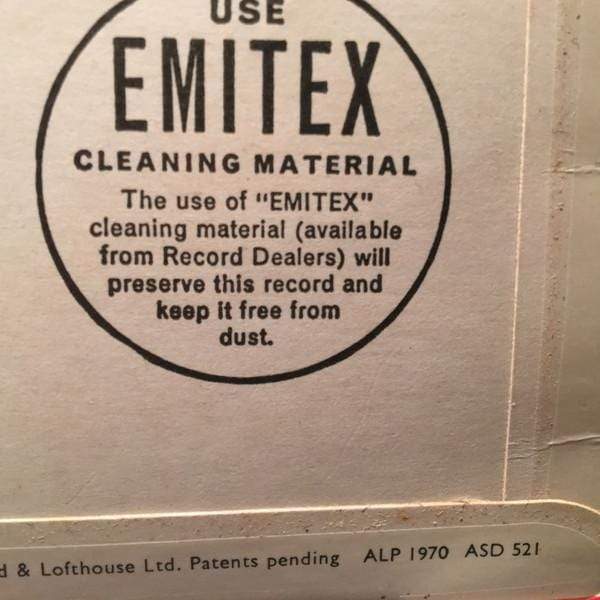 USE
EMITEX
CLEANING MATERIAL
The use of "EMITEX"
cleaning material (available
from Record Dealers) will
preserve this record and
keep it free from
dust.
& Lofthouse Ltd. Patents pending ALP 1970 ASD 521